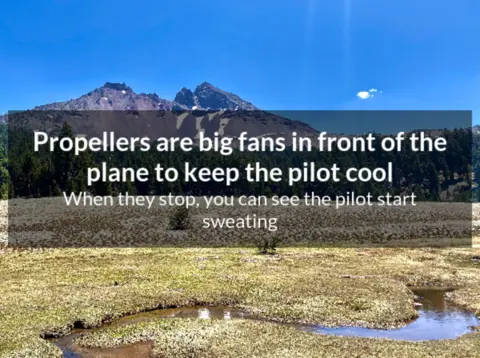 Propellers are big fans in front of the
plane to keep the pilot cool
When they stop, you can see the pilot start
sweating